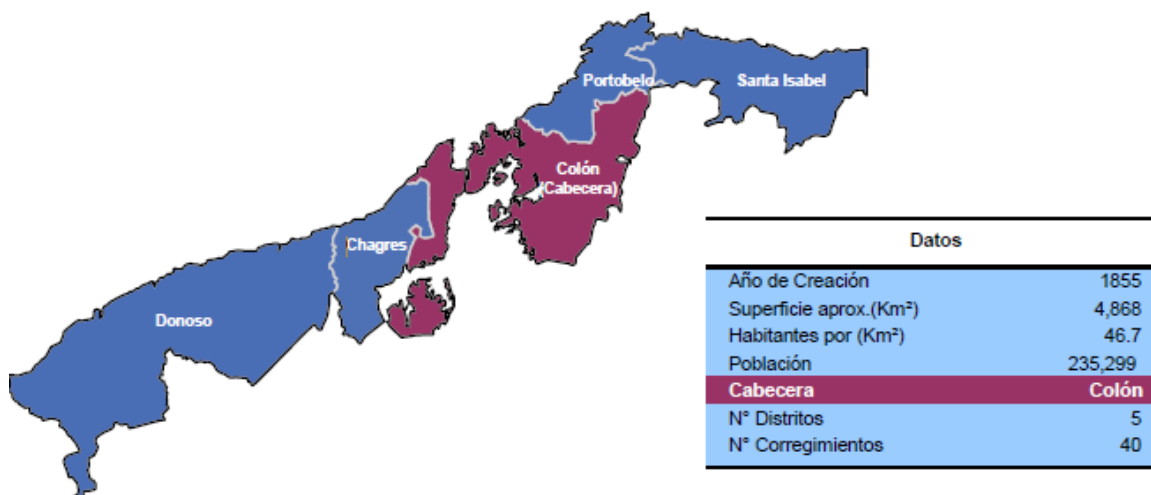 Portobelo
Santa Isabel
Colón
(Cabecera)
Chagres
Donoso
Datos
Año de Creación 1855
Superficie aprox.(Km²) 4,868
Habitantes por (Km²) 46.7
Población 235,299
Cabecera Colón
N° Distritos 5
N° Corregimientos 40